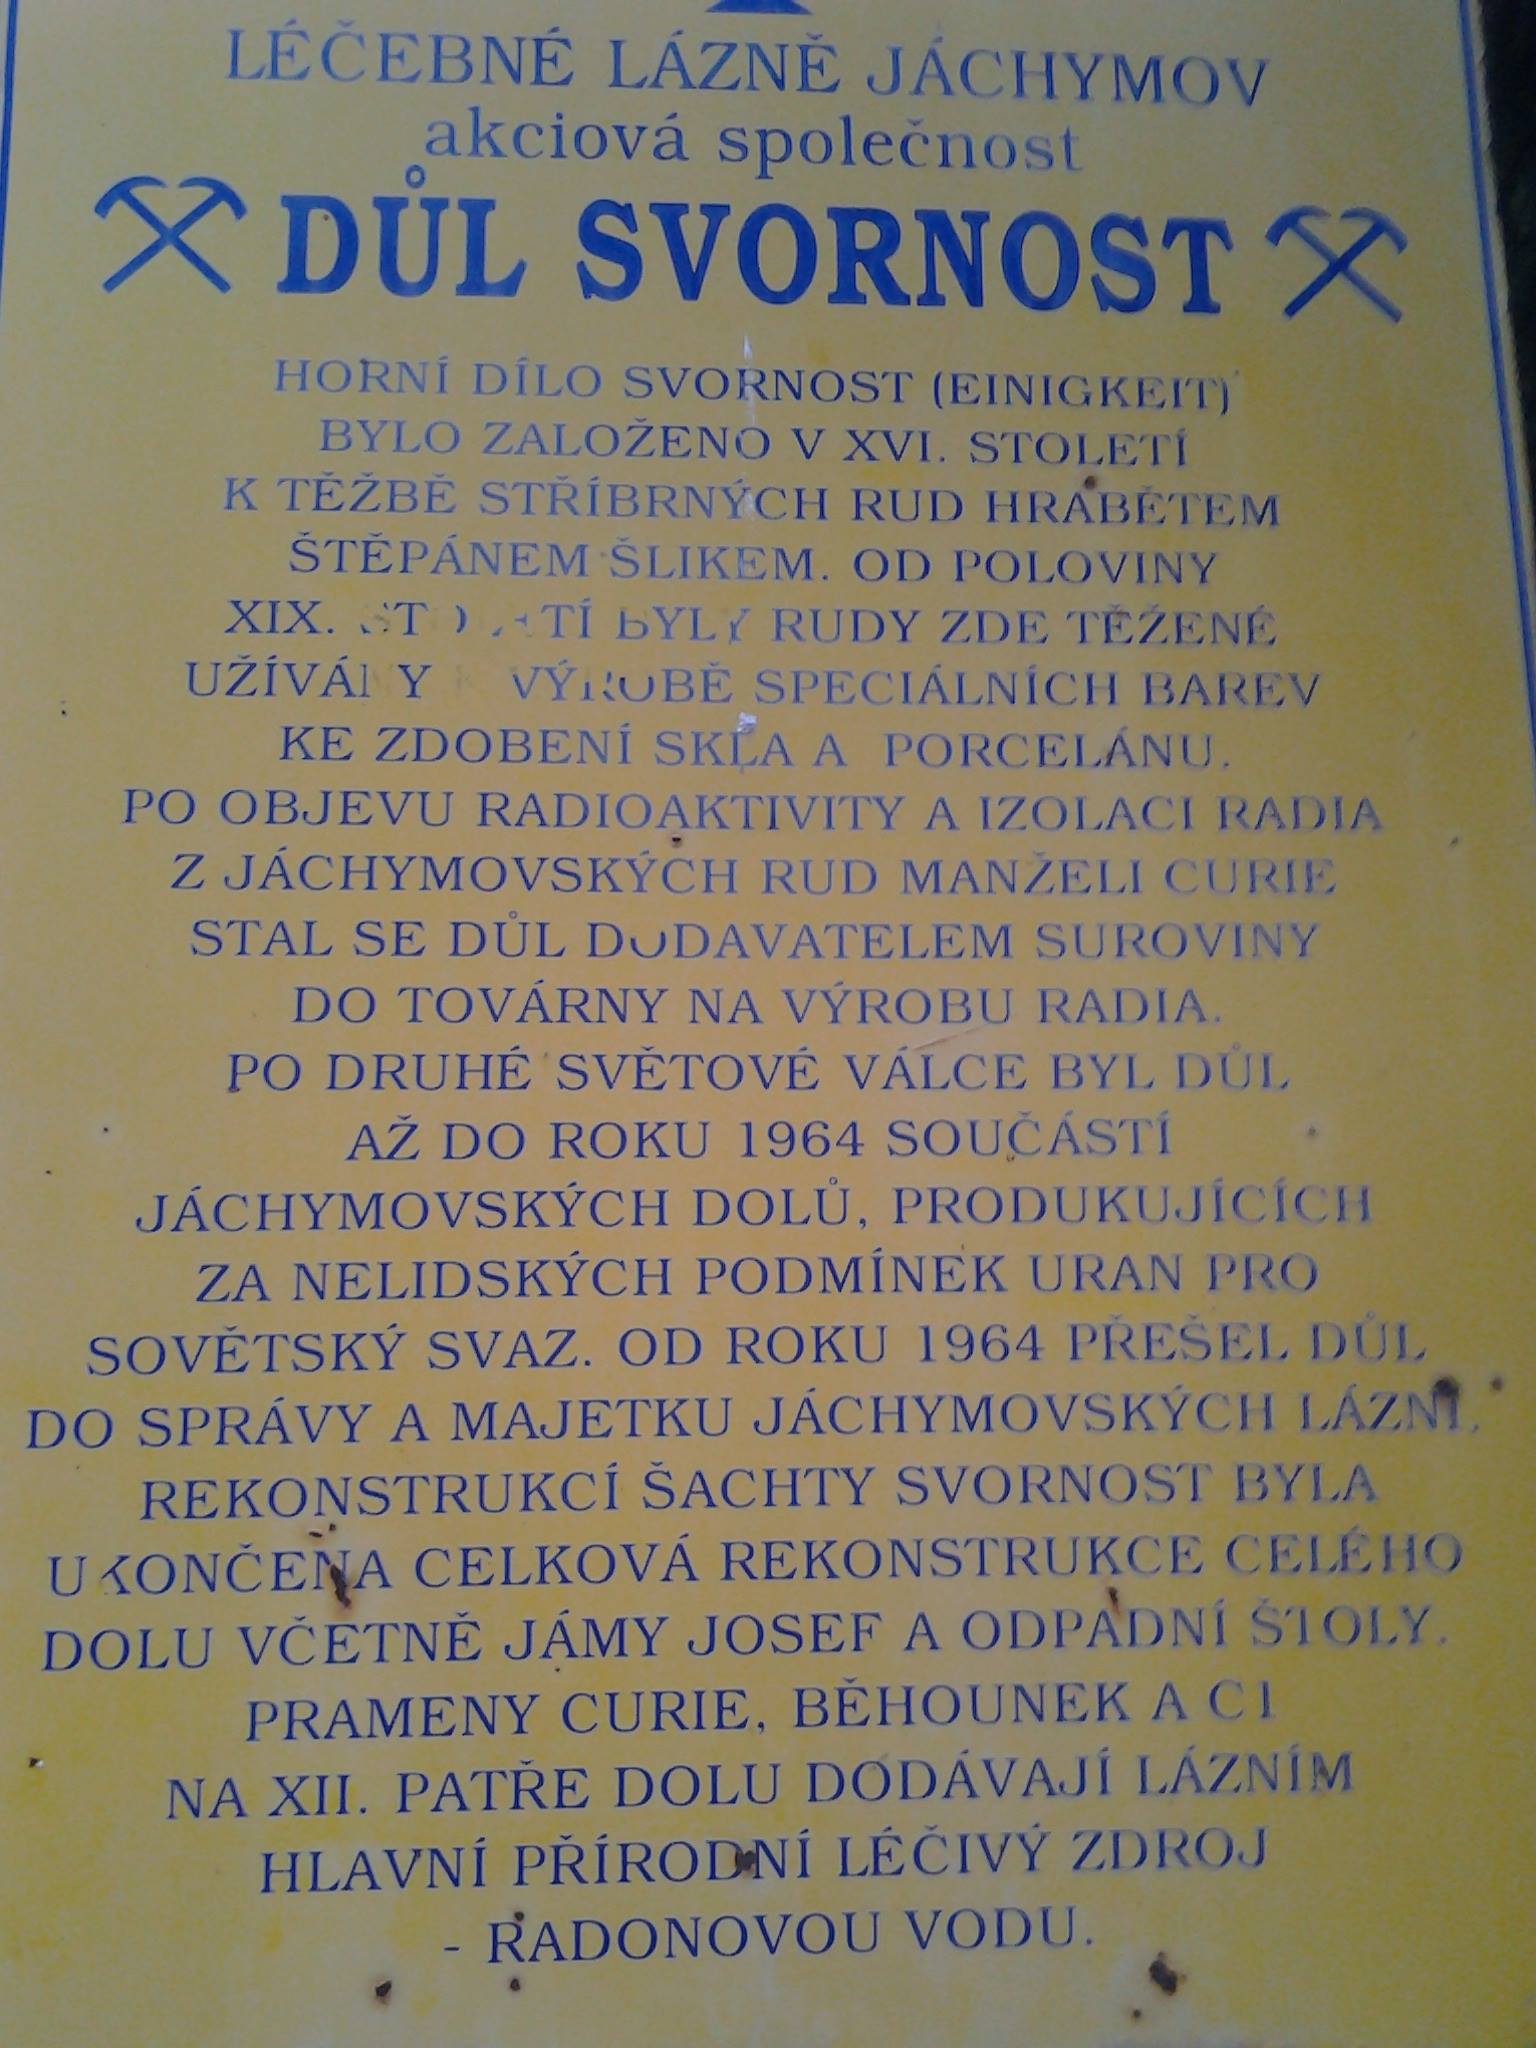 LÉČEBNÉ LÁZNĚ JÁCHYMOV
akciová společnost
DŮL SVORNOST
HORNÍ DÍLO SVORNOST (EINIGKEIT)
BYLO ZALOŽENO V XVI. STOLETÍ
K TĚŽBĚ STŘÍBRNÝCH RUD HRABĚTEM
ŠTĚPÁNEM ŠLIKEM. OD POLOVINY
XIX. STOLETÍ BYLY RUDY ZDE TĚŽENÉ
UŽÍVÁNY K VÝROBĚ SPECIÁLNÍCH BAREV
KE ZDOBENÍ SKLA A PORCELÁNU.
PO OBJEVU RADIOAKTIVITY A IZOLACI RADIA
Z JÁCHYMOVSKÝCH RUD MANŽELI CURIE
STAL SE DŮL DODAVATELEM SUROVINY
DO TOVÁRNY NA VÝROBU RADIA.
PO DRUHÉ SVĚTOVÉ VÁLCE BYL DŮL
AŽ DO ROKU 1964 SOUČÁSTÍ
JÁCHYMOVSKÝCH DOLŮ, PRODUKUJÍCÍCH
ZA NELIDSKÝCH PODMÍNEK URAN PRO
SOVĚTSKÝ SVAZ. OD ROKU 1964 PŘEŠEL DŮL
DO SPRÁVY A MAJETKU JÁCHYMOVSKÝCH LÁZNÍ.
REKONSTRUKCÍ ŠACHTY SVORNOST BYLA
UKONČENA CELKOVÁ REKONSTRUKCE CELÉHO
DOLU VČETNĚ JÁMY JOSEF A ODPADNÍ ŠTOLY.
PRAMENY CURIE, BĚHOUNEK A C1
NA XII. PATŘE DOLU DODÁVAJÍ LÁZNÍM
HLAVNÍ PŘÍRODNÍ LÉČIVÝ ZDROJ
- RADONOVOU VODU.